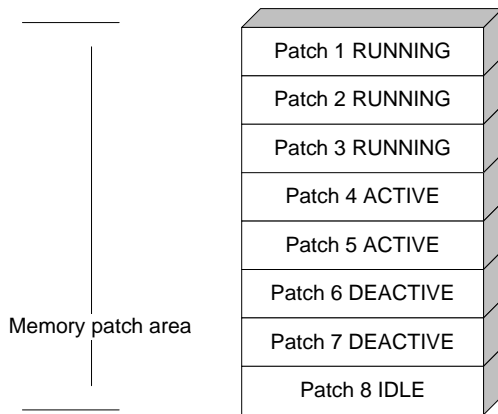 Patch 1 RUNNING
Patch 2 RUNNING
Patch 3 RUNNING
Patch 4 ACTIVE
Patch 5 ACTIVE
Patch 6 DEACTIVE
Memory patch area
Patch 7 DEACTIVE
Patch 8 IDLE